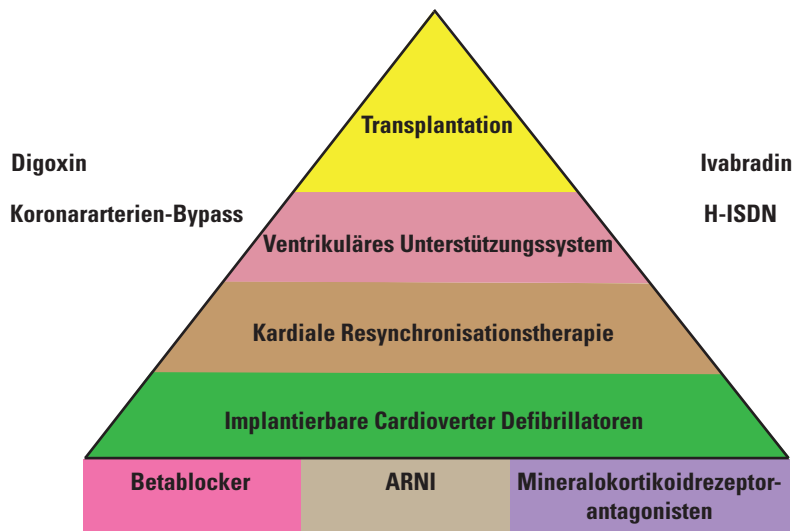 Transplantation
Digoxin
Ivabradin
Koronararterien-Bypass
H-ISDN
Ventrikuläres Unterstützungssystem
Kardiale Resynchronisationstherapie
Implantierbare Cardioverter Defibrillatoren
Betablocker
ARNI
Mineralokortikoidrezeptor-
antagonisten